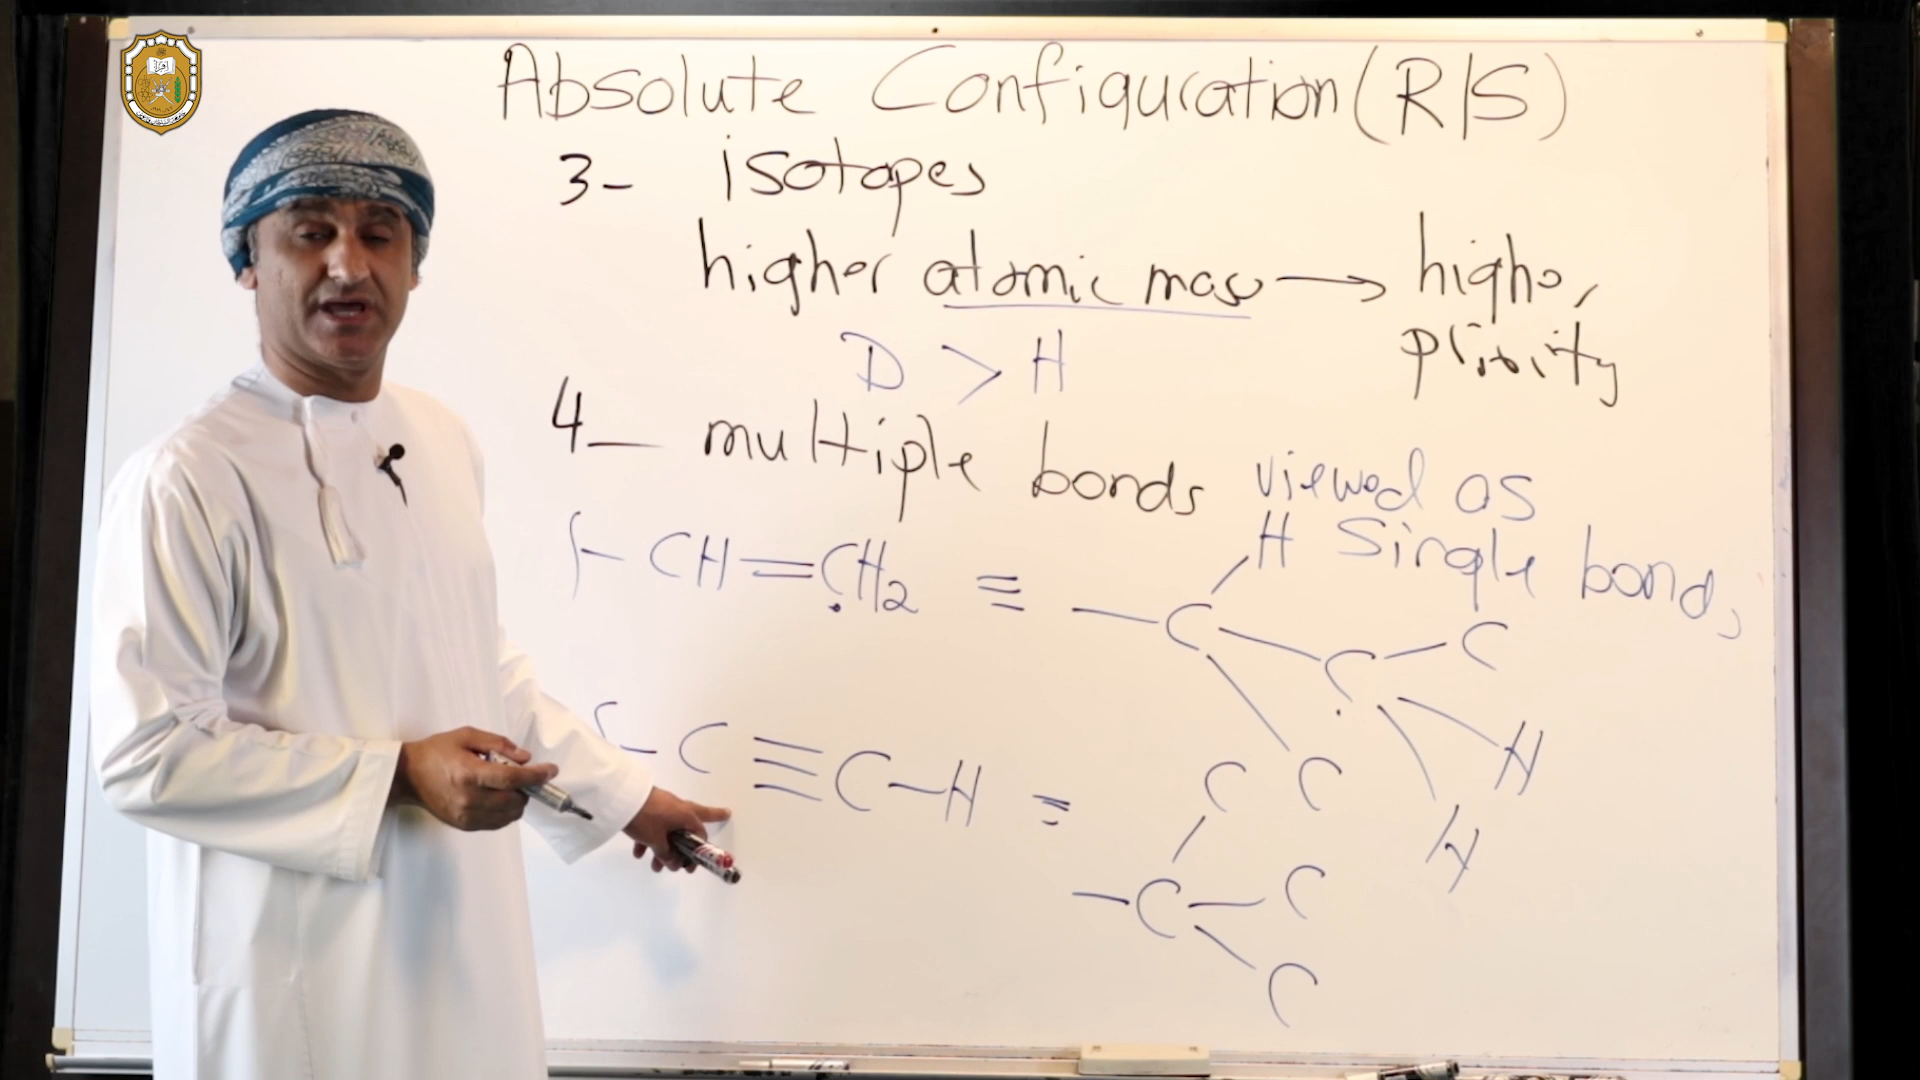 Absolute Configuration (R/S)
3- isotopes
higher atomic mass → higher
priority
D > H
4- multiple bonds viewed as
single bonds
CH=CH2 ≡ -C
H
C
C
C
H
H
C≡C-H ≡ -C
C
C
C